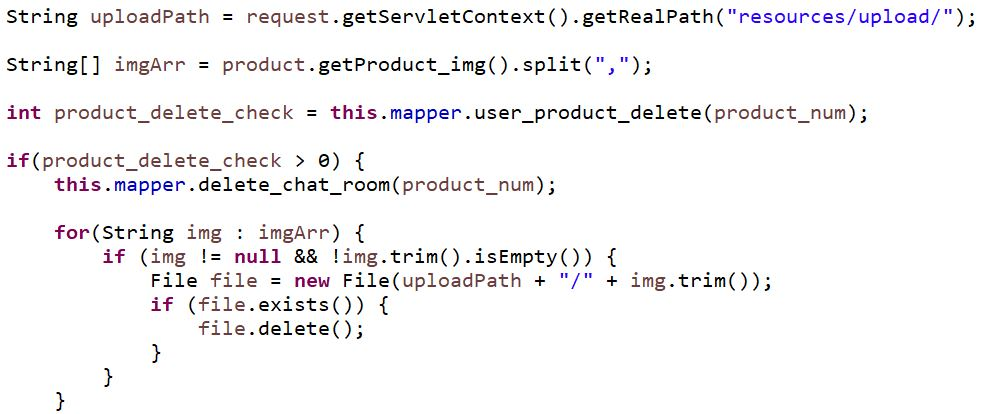 String uploadPath = request.getServletContext().getRealPath("resources/upload/");
String[] imgArr = product.getProduct_img().split(",");
int product_delete_check = this.mapper.user_product_delete(product_num);
if(product_delete_check > 0) {
    this.mapper.delete_chat_room(product_num);
    for(String img : imgArr) {
        if (img != null && !img.trim().isEmpty()) {
            File file = new File(uploadPath + "/" + img.trim());
            if (file.exists()) {
                file.delete();
            }
        }
    }